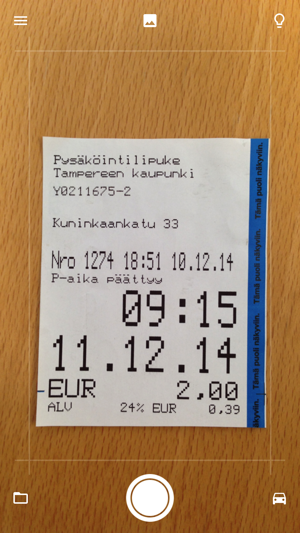 Pysäköintilipuke
Tampereen kaupunki
Y0211675-2
Kuninkaankatu 33
Nro 1274 18:51 10.12.14
P-aika päättyy
09:15
11.12.14
EUR 2,00
ALV 24% EUR 0,39
Tämä puoli näkyviin.
Tämä puoli näkyviin.
Tämä puoli näkyviin.
näkyviin.